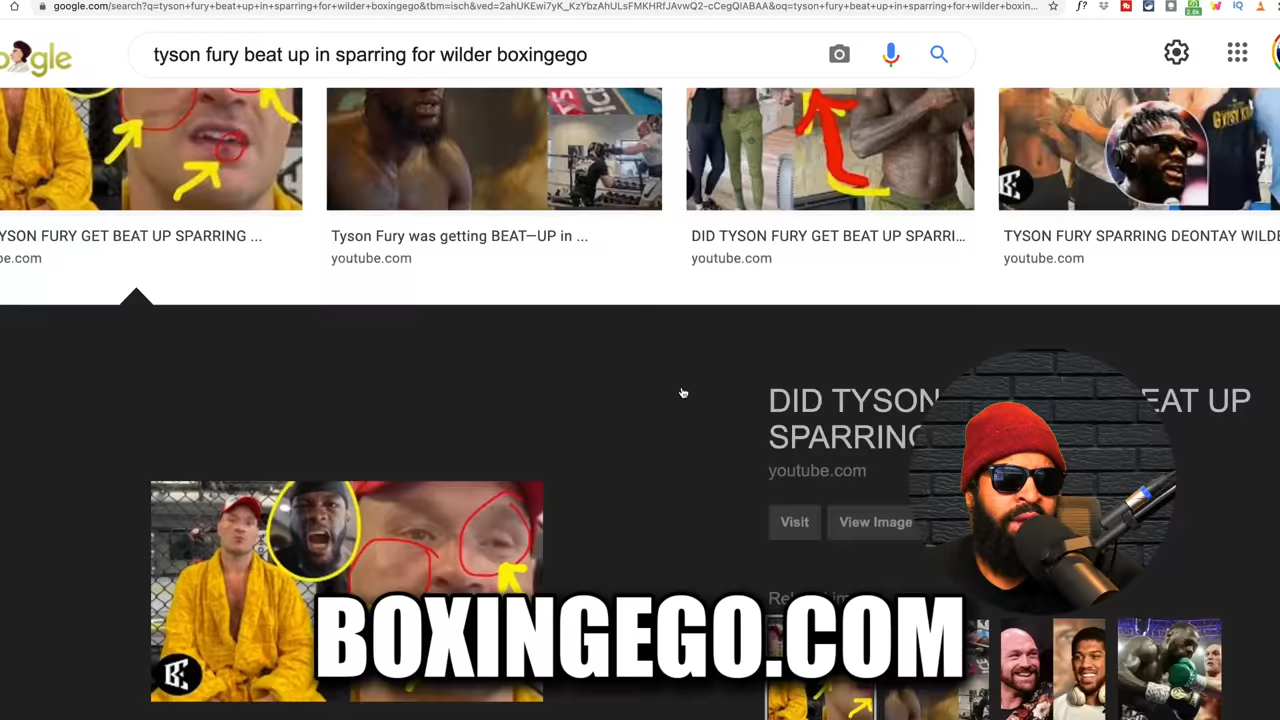 google.com/search?q=tyson+fury+beat+up+in+sparring+for+wilder+boxingego&tbm=isch&ved=2ahUKEwi7yK_KzYbzAhULsFMKHRfJAvwQ2-cCegQIABAA&oq=tyson+fury+beat+up+in+sparring+for+wilder+boxin...
ogle
tyson fury beat up in sparring for wilder boxingego
YSON FURY GET BEAT UP SPARRING ...
be.com
Tyson Fury was getting BEAT—UP in ...
youtube.com
DID TYSON FURY GET BEAT UP SPARRI...
youtube.com
TYSON FURY SPARRING DEONTAY WILDE
youtube.com
DID TYSON EAT UP
SPARRING
youtube.com
Visit
View Image
BOXINGEGO.COM